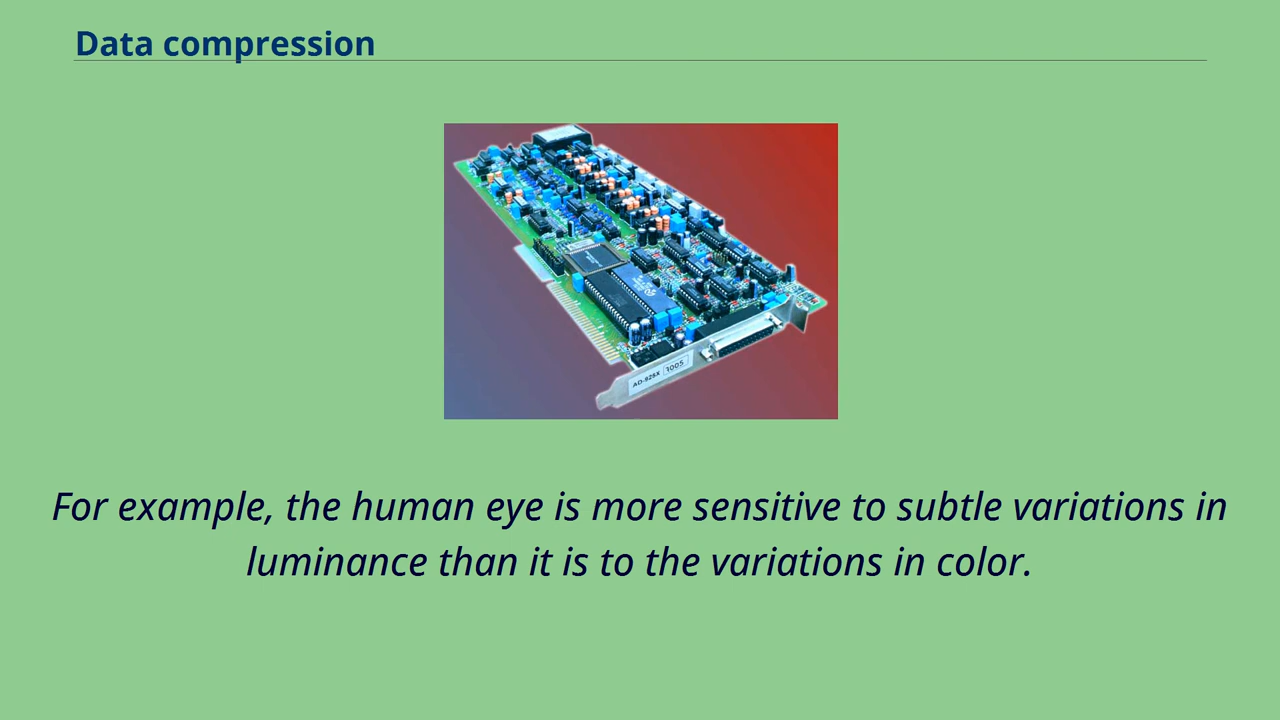 Data compression
AD-925X 1005
For example, the human eye is more sensitive to subtle variations in
luminance than it is to the variations in color.